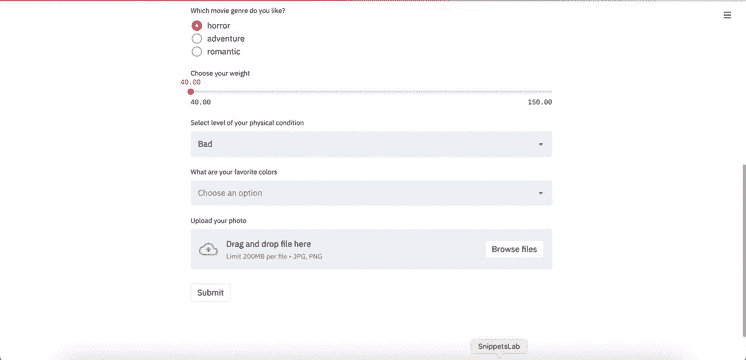 Which movie genre do you like?
horror
adventure
romantic
Choose your weight
40.00
40.00 150.00
Select level of your physical condition
Bad
What are your favorite colors
Choose an option
Upload your photo
Drag and drop file here
Limit 200MB per file • JPG, PNG
Browse files
Submit
SnippetsLab